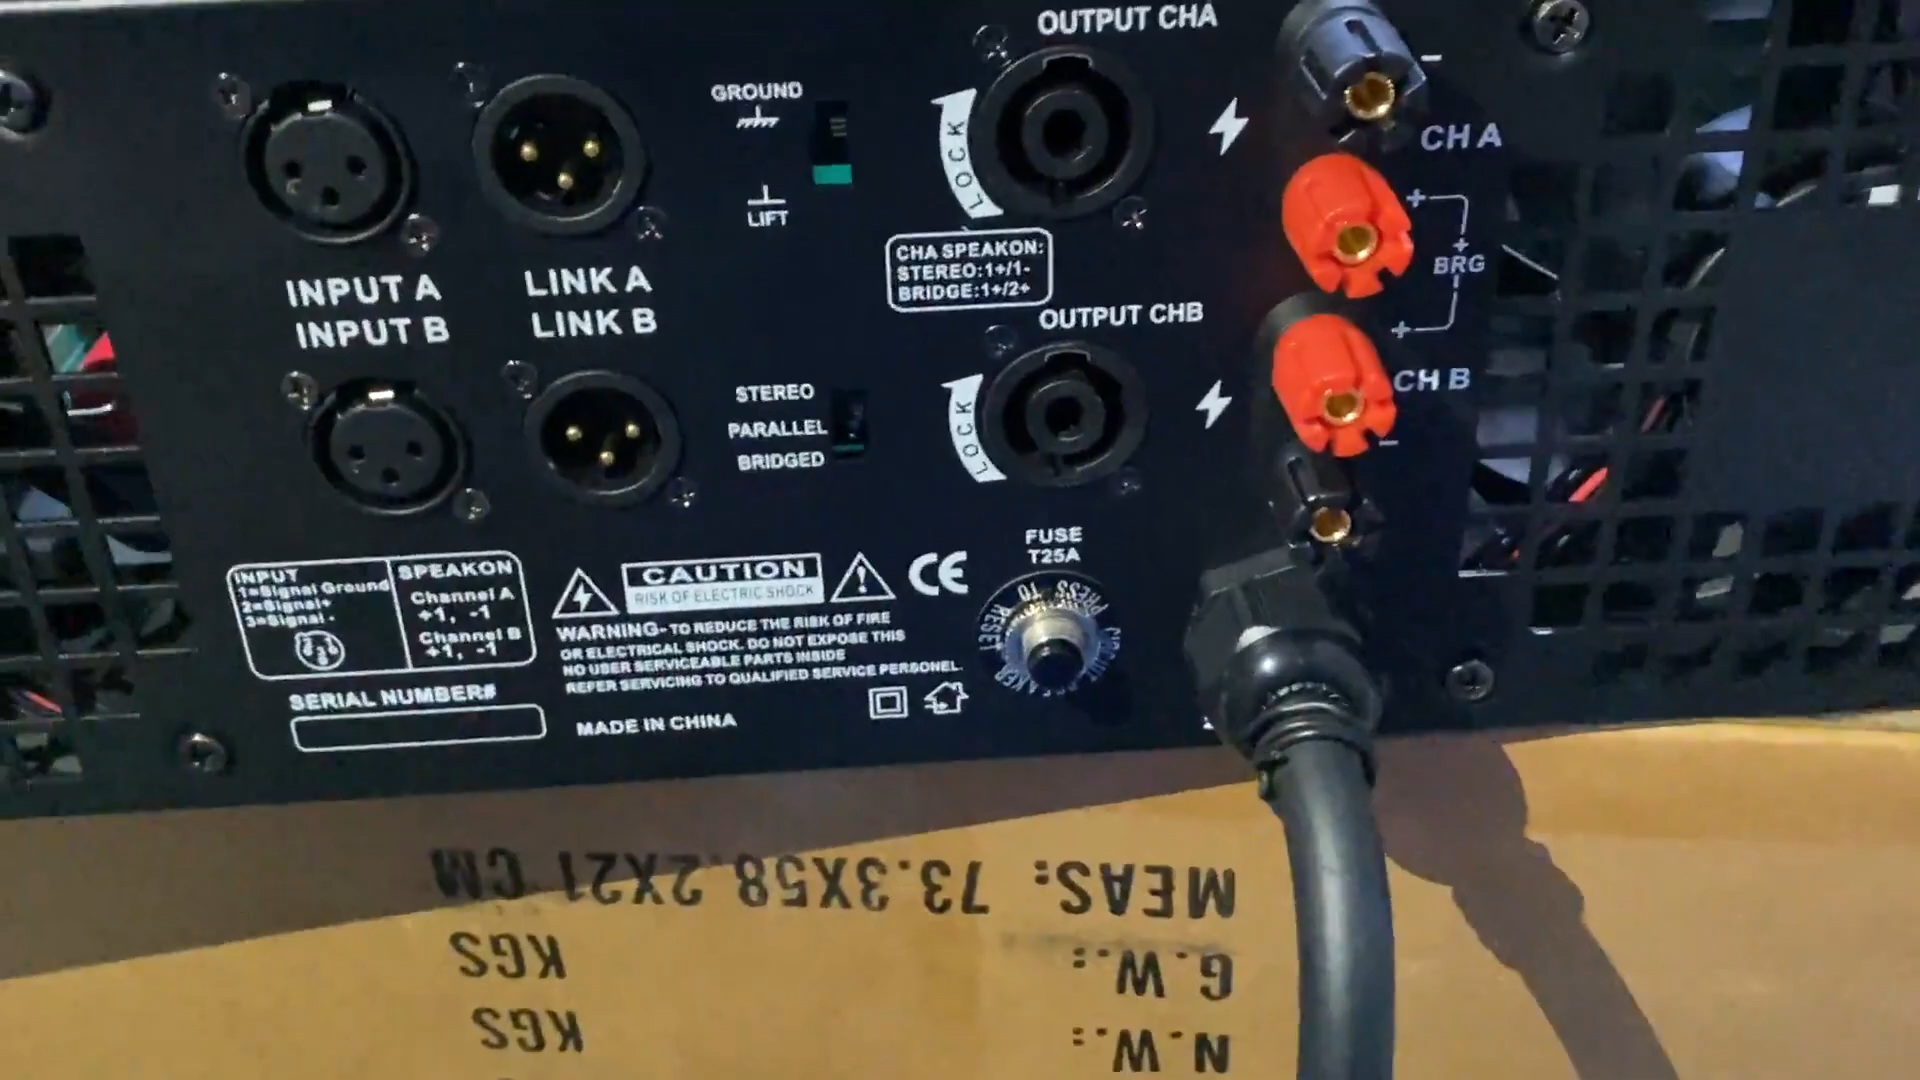 OUTPUT CHA
GROUND
LIFT
LOCK
CH A
CHA SPEAKON:
STEREO:1+/1-
BRIDGE:1+/2+
+
+
BRG
-
+
-
INPUT A
INPUT B
LINK A
LINK B
OUTPUT CHB
STEREO
PARALLEL
BRIDGED
LOCK
CH B
-
FUSE
T25A
PRESS TO RESET
CIRCUIT BREAKER
INPUT
1=Signal Ground
2=Signal+
3=Signal-
SPEAKON
Channel A
+1, -1
Channel B
+1, -1
CAUTION
RISK OF ELECTRIC SHOCK
CE
WARNING- TO REDUCE THE RISK OF FIRE
OR ELECTRICAL SHOCK. DO NOT EXPOSE THIS
NO USER SERVICEABLE PARTS INSIDE
REFER SERVICING TO QUALIFIED SERVICE PERSONEL.
SERIAL NUMBER#
MADE IN CHINA
MEAS: 73.3X58.2X21 CM
G.W.: KGS
N.W.: KGS